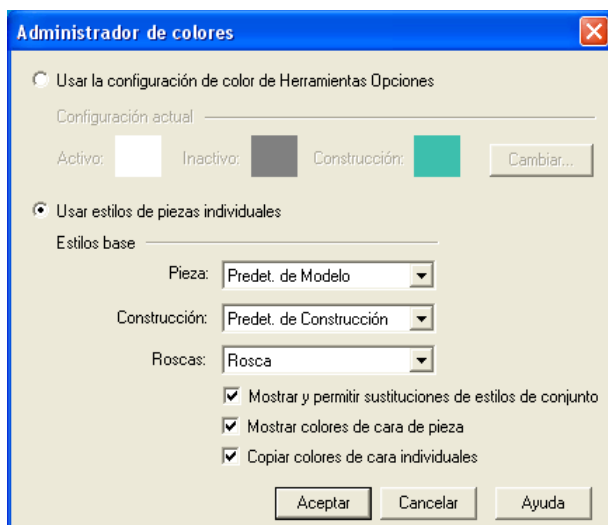 Administrador de colores
Usar la configuración de color de Herramientas Opciones
Configuración actual
Activo: Inactivo: Construcción: Cambiar...
Usar estilos de piezas individuales
Estilos base
Pieza: Predet. de Modelo
Construcción: Predet. de Construcción
Roscas: Rosca
Mostrar y permitir sustituciones de estilos de conjunto
Mostrar colores de cara de pieza
Copiar colores de cara individuales
Aceptar Cancelar Ayuda